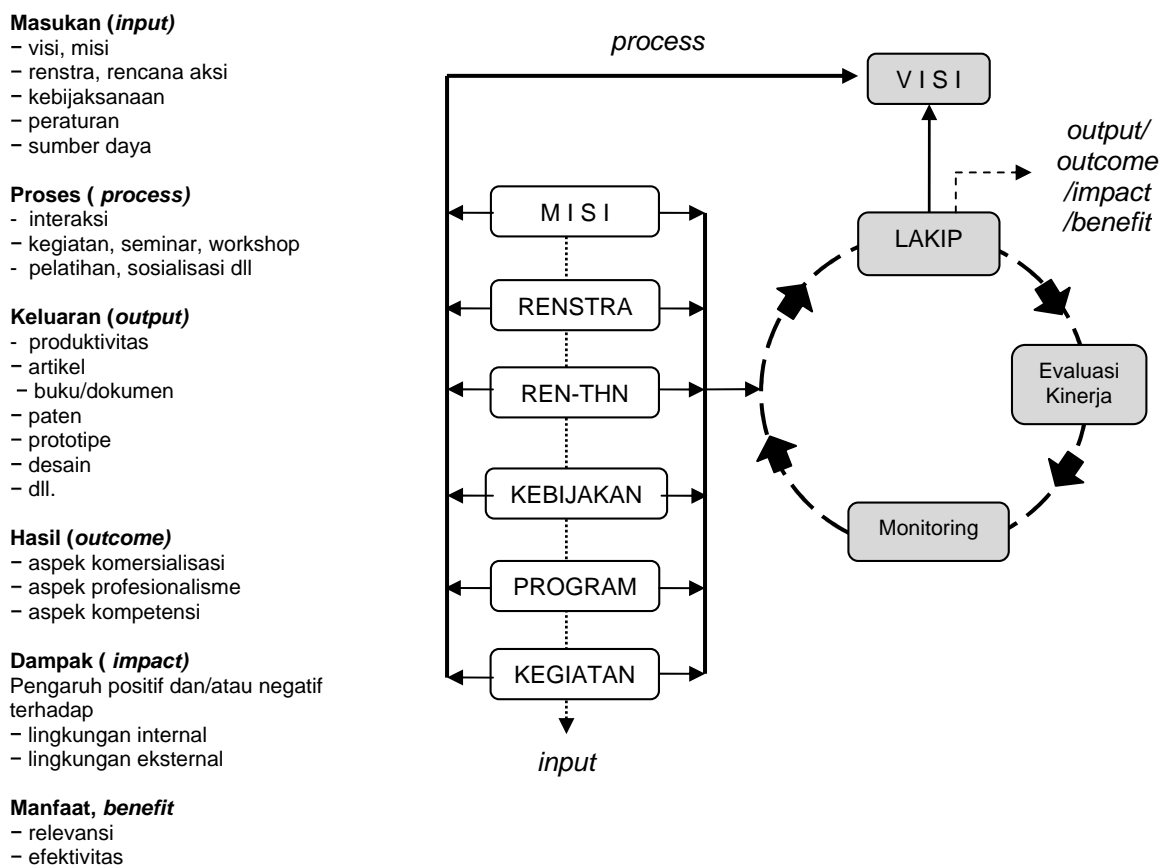 Masukan (input)
− visi, misi
− renstra, rencana aksi
− kebijaksanaan
− peraturan
− sumber daya
Proses ( process)
- interaksi
− kegiatan, seminar, workshop
- pelatihan, sosialisasi dll
Keluaran (output)
- produktivitas
− artikel
− buku/dokumen
− paten
− prototipe
− desain
− dll.
Hasil (outcome)
− aspek komersialisasi
− aspek profesionalisme
− aspek kompetensi
Dampak ( impact)
Pengaruh positif dan/atau negatif
terhadap
− lingkungan internal
− lingkungan eksternal
Manfaat, benefit
− relevansi
− efektivitas
process
V I S I
output/
outcome
/impact
/benefit
M I S I
RENSTRA
REN-THN
KEBIJAKAN
PROGRAM
KEGIATAN
input
LAKIP
Evaluasi
Kinerja
Monitoring